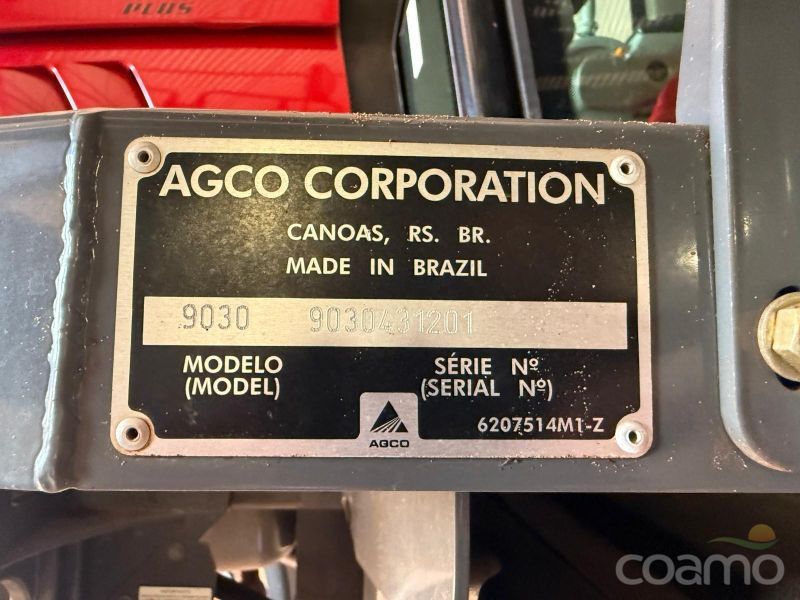 PLUS
AGCO CORPORATION
CANOAS, RS. BR.
MADE IN BRAZIL
9030 9030431201
MODELO SÉRIE Nº
(MODEL) (SERIAL Nº)
AGCO
6207514M1-Z
coamo